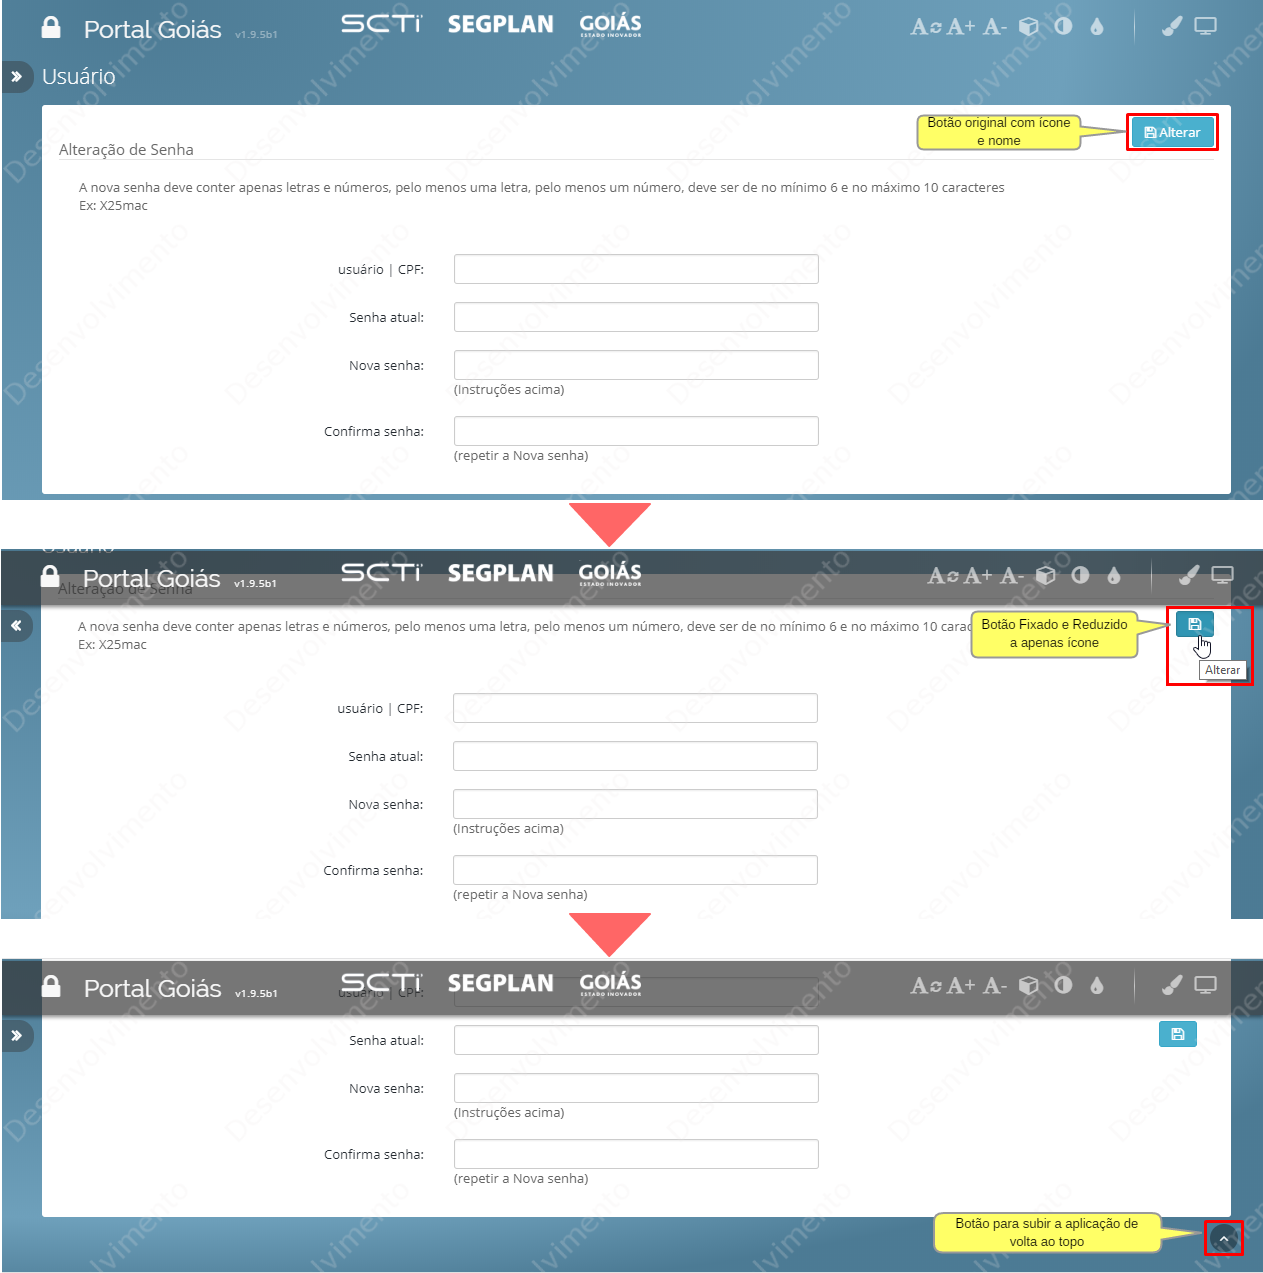 Portal Goiás v1.9.5b1 SCTi SEGPLAN GOIÁS ESTADO INOVADOR A A+ A-
Usuário
Botão original com ícone
e nome
Alterar
Alteração de Senha
A nova senha deve conter apenas letras e números, pelo menos uma letra, pelo menos um número, deve ser de no mínimo 6 e no máximo 10 caracteres
Ex: X25mac
usuário | CPF:
Senha atual:
Nova senha:
(Instruções acima)
Confirma senha:
(repetir a Nova senha)
Desenvolvimento
Usuário
Portal Goiás v1.9.5b1 SCTi SEGPLAN GOIÁS ESTADO INOVADOR A A+ A-
Alteração de Senha
A nova senha deve conter apenas letras e números, pelo menos uma letra, pelo menos um número, deve ser de no mínimo 6 e no máximo 10 carac
Ex: X25mac
Botão Fixado e Reduzido
a apenas ícone
Alterar
usuário | CPF:
Senha atual:
Nova senha:
(Instruções acima)
Confirma senha:
(repetir a Nova senha)
Desenvolvimento
Portal Goiás v1.9.5b1 SCTi SEGPLAN GOIÁS ESTADO INOVADOR A A+ A-
usuário | CPF:
Senha atual:
Nova senha:
(Instruções acima)
Confirma senha:
(repetir a Nova senha)
Desenvolvimento
Botão para subir a aplicação de
volta ao topo